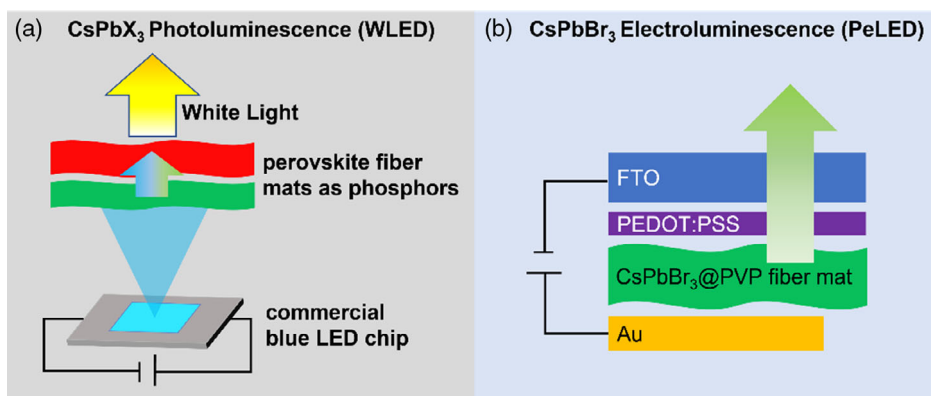 (a) CsPbX₃ Photoluminescence (WLED)
White Light
perovskite fiber
mats as phosphors
commercial
blue LED chip
(b) CsPbBr₃ Electroluminescence (PeLED)
FTO
PEDOT:PSS
CsPbBr₃@PVP fiber mat
Au